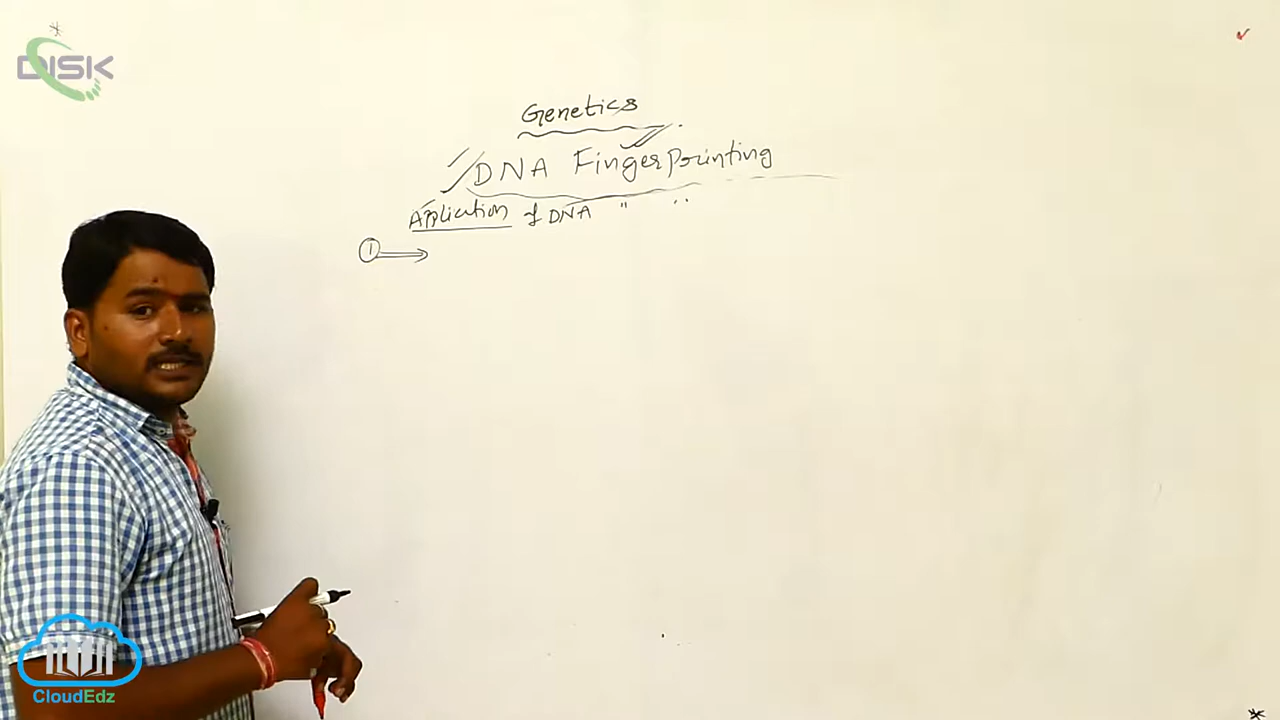 DISK
Genetics
DNA Fingerprinting
Application of DNA " "
①
CloudEdz